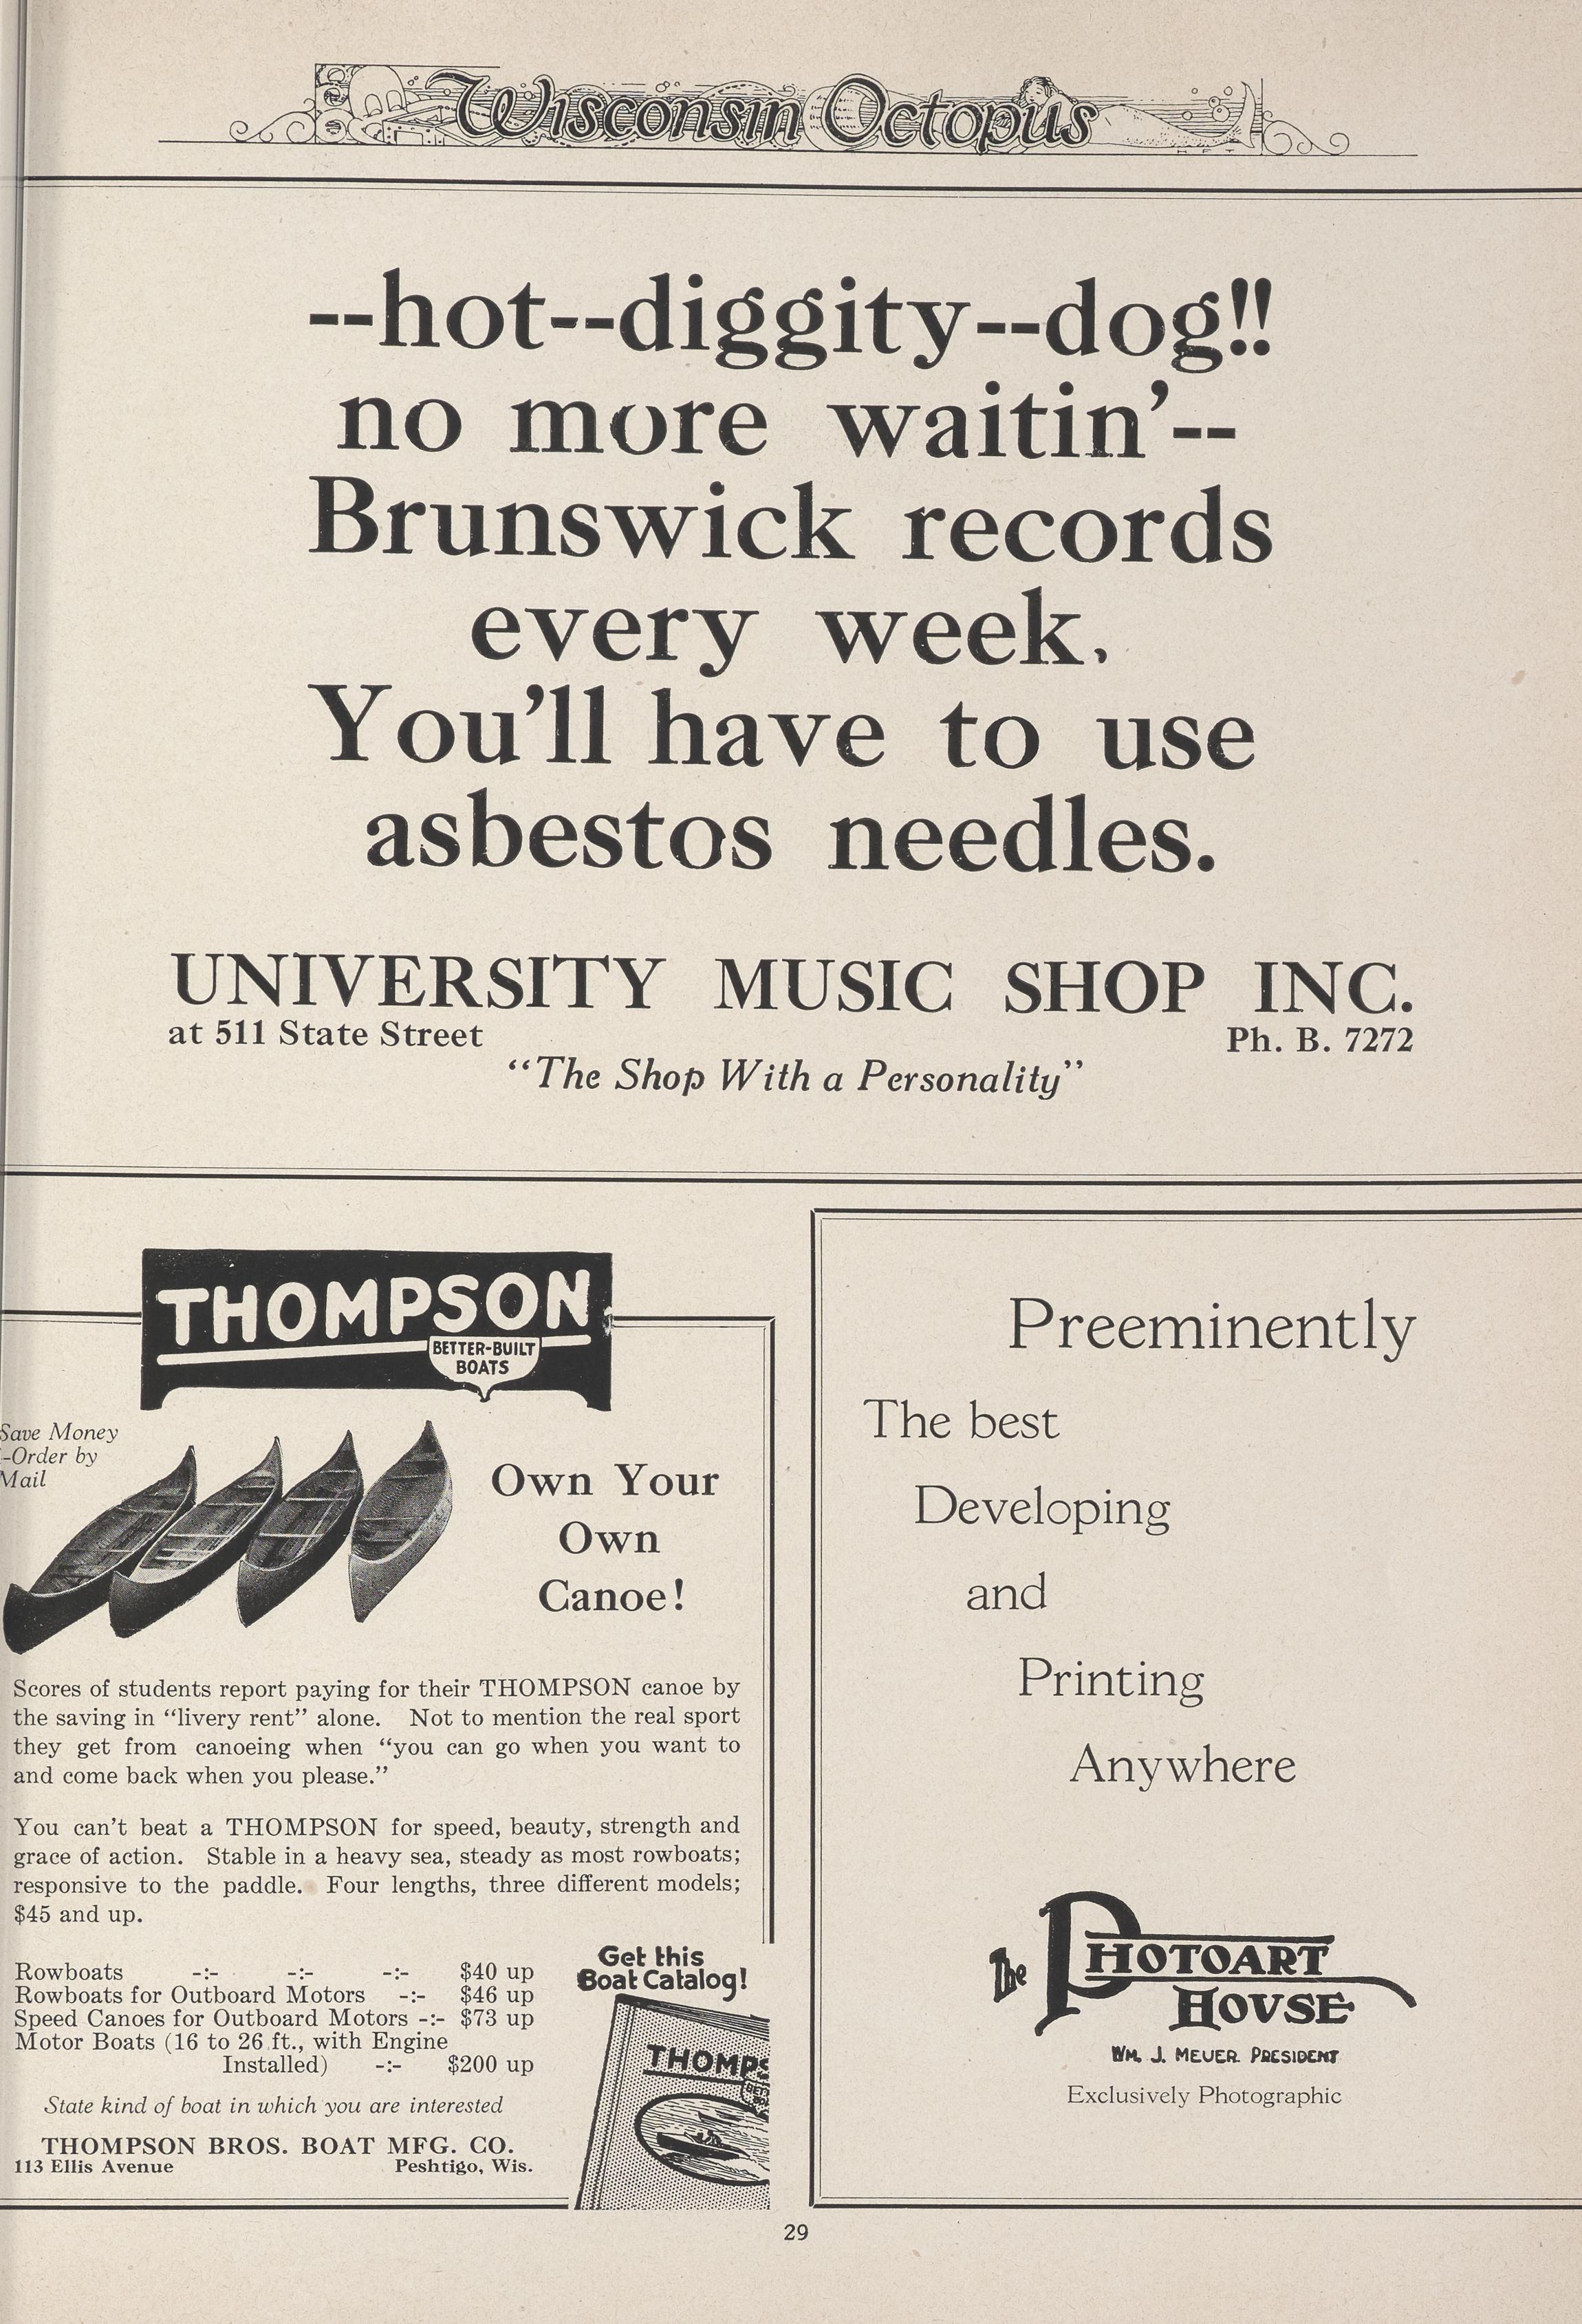 Wisconsin Octopus
--hot--diggity--dog!!
no more waitin'--
Brunswick records
every week.
You'll have to use
asbestos needles.
UNIVERSITY MUSIC SHOP INC.
at 511 State Street Ph. B. 7272
“The Shop With a Personality”
THOMPSON
BETTER-BUILT
BOATS
Save Money
-Order by
Mail
Own Your
Own
Canoe!
Scores of students report paying for their THOMPSON canoe by
the saving in “livery rent” alone. Not to mention the real sport
they get from canoeing when “you can go when you want to
and come back when you please.”
You can't beat a THOMPSON for speed, beauty, strength and
grace of action. Stable in a heavy sea, steady as most rowboats;
responsive to the paddle. Four lengths, three different models;
$45 and up.
Rowboats -:- -:- -:- $40 up
Rowboats for Outboard Motors -:- $46 up
Speed Canoes for Outboard Motors -:- $73 up
Motor Boats (16 to 26 ft., with Engine
Installed) -:- $200 up
State kind of boat in which you are interested
THOMPSON BROS. BOAT MFG. CO.
113 Ellis Avenue Peshtigo, Wis.
Get this
Boat Catalog!
THOMPS
BET
BO
Preeminently
The best
Developing
and
Printing
Anywhere
The PHOTOART
HOVSE
WM. J. MEUER PRESIDENT
Exclusively Photographic
29